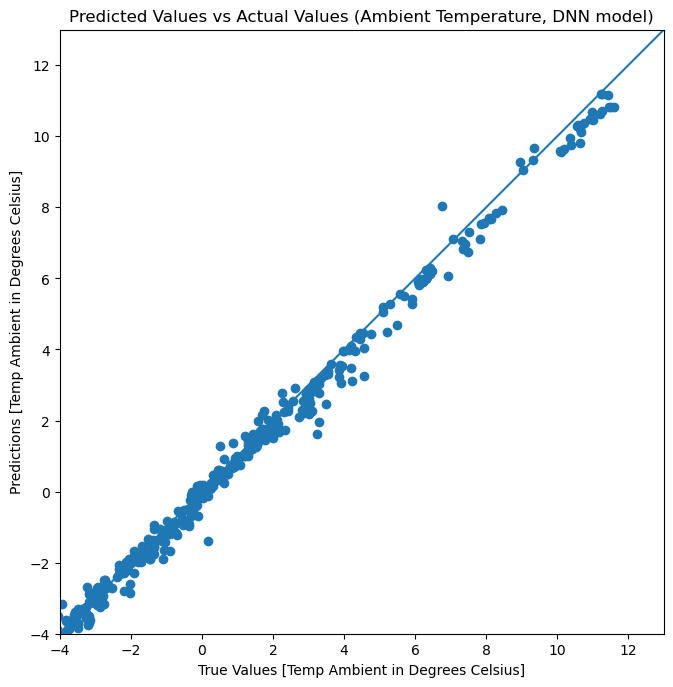 Predicted Values vs Actual Values (Ambient Temperature, DNN model)
12
10
8
6
4
2
0
−2
−4
Predictions [Temp Ambient in Degrees Celsius]
−4 −2 0 2 4 6 8 10 12
True Values [Temp Ambient in Degrees Celsius]